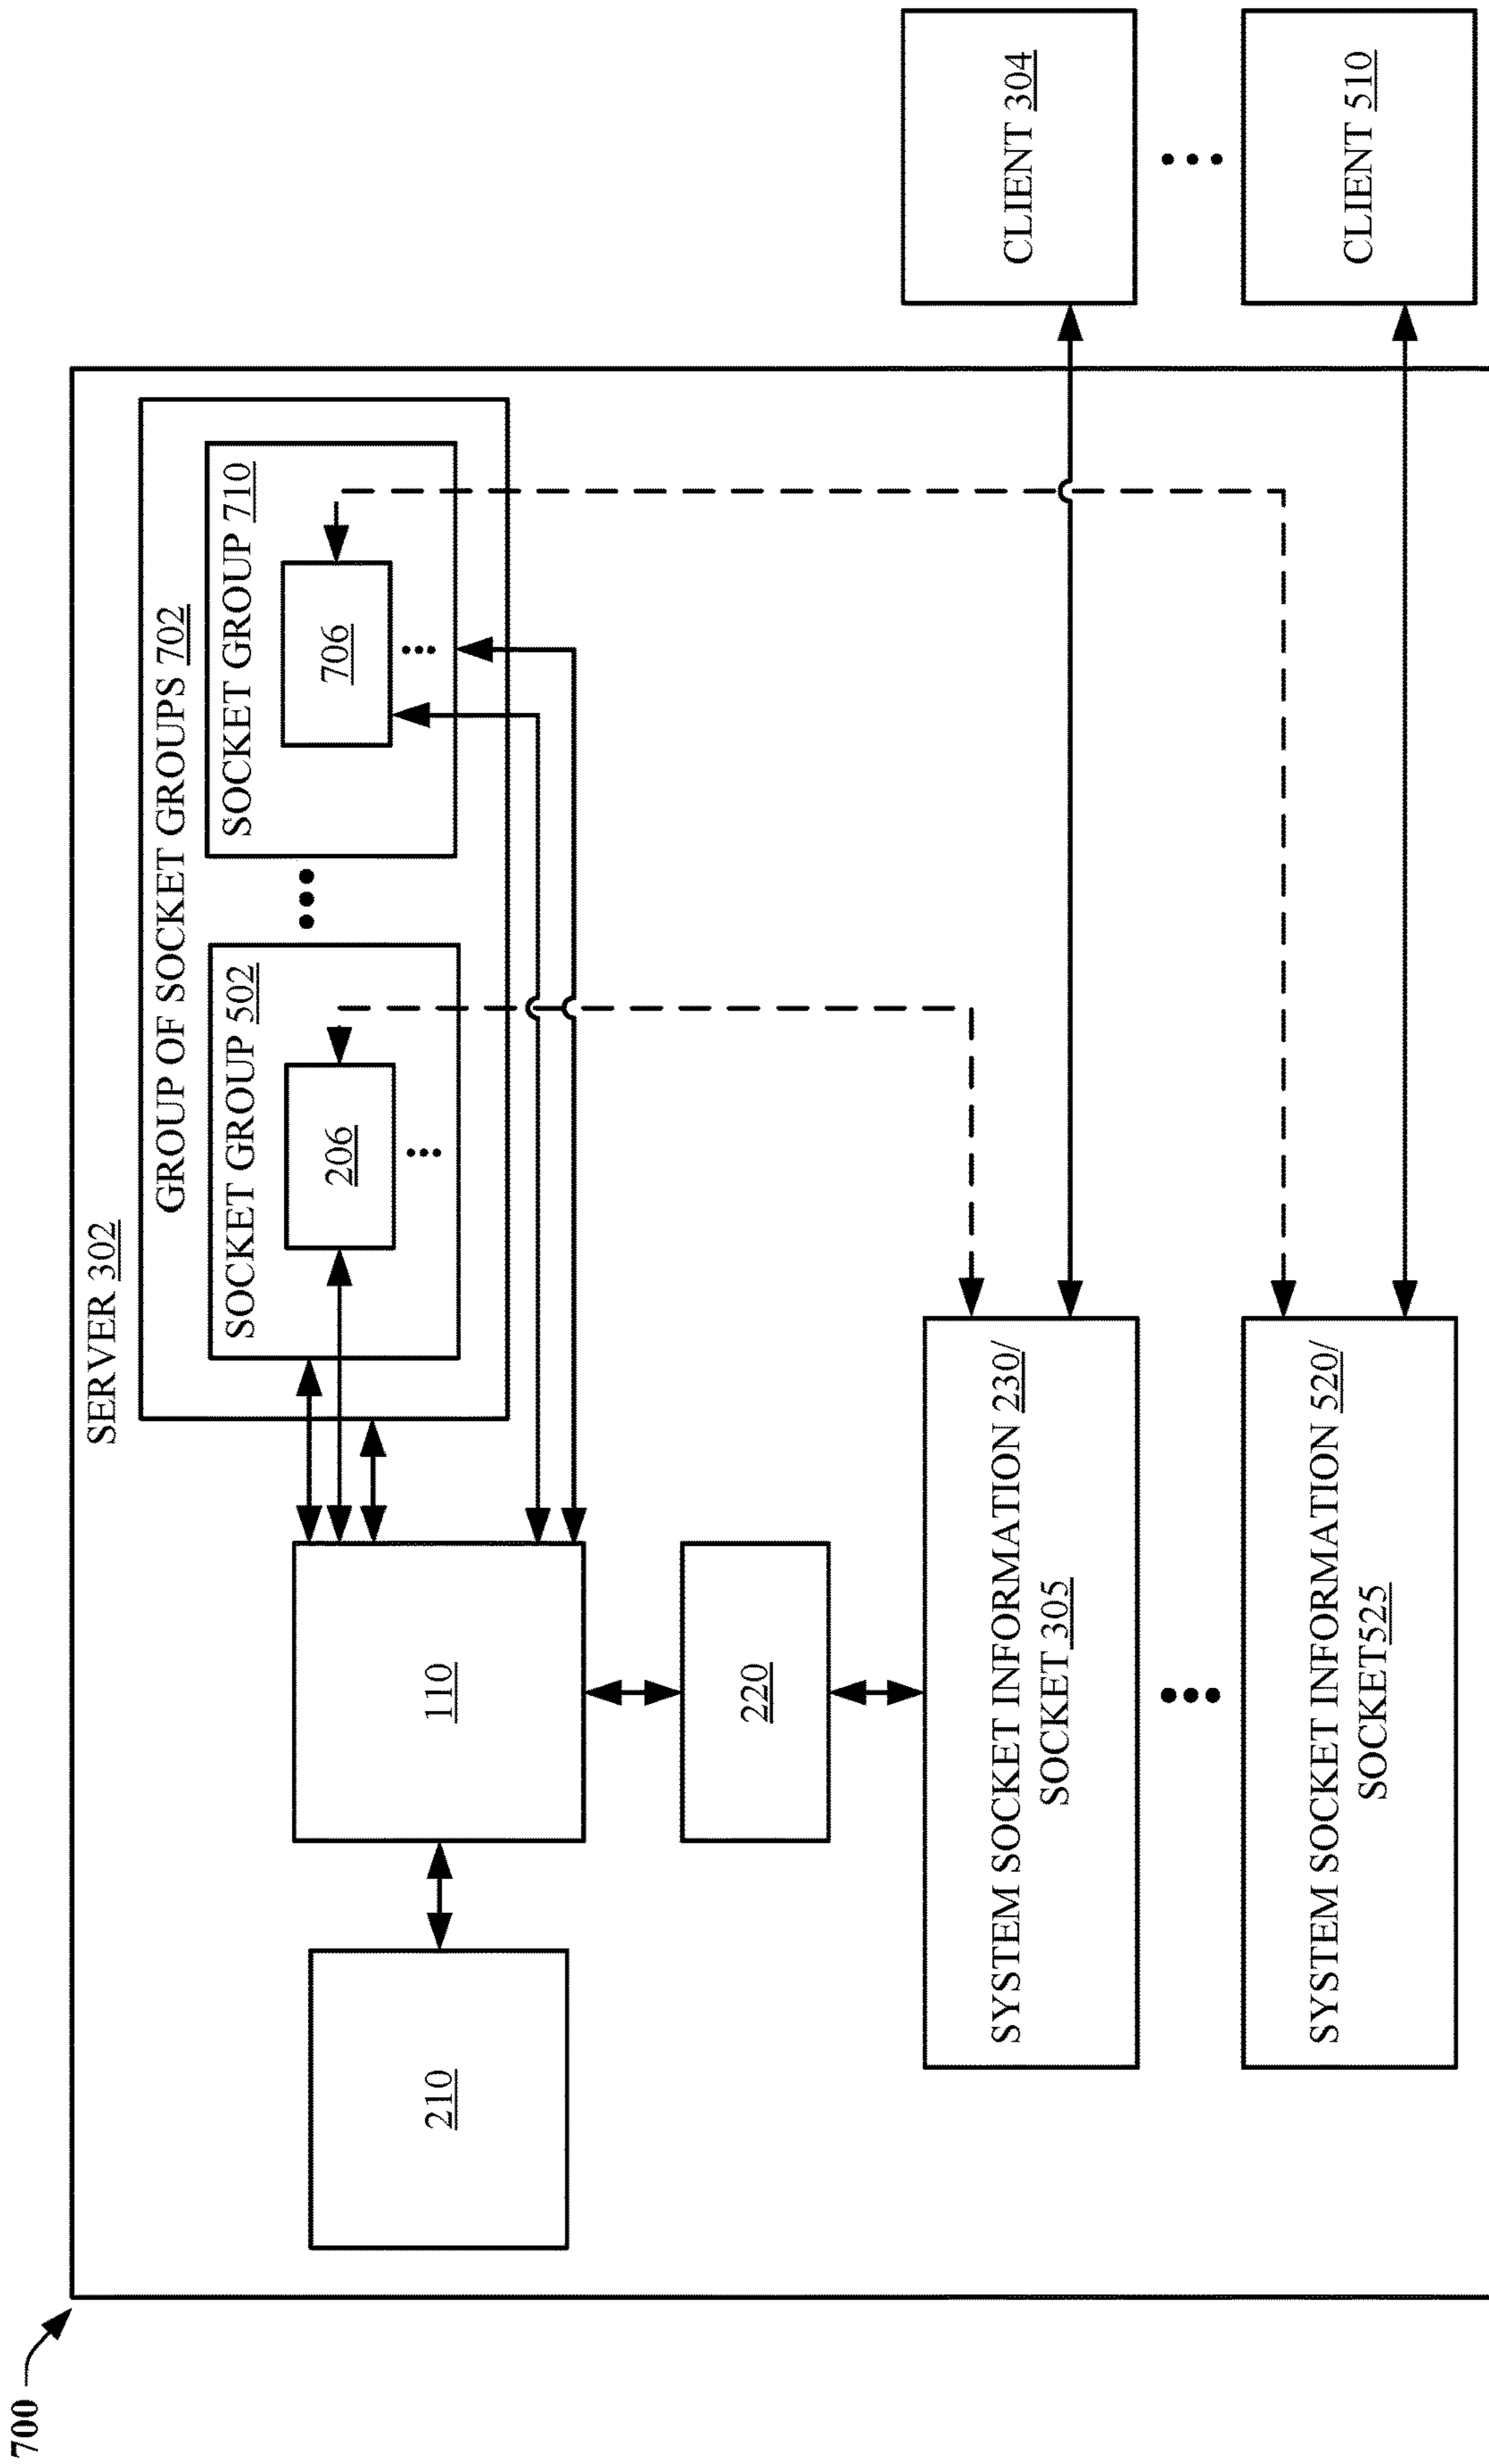 700
SERVER 302
GROUP OF SOCKET GROUPS 702
SOCKET GROUP 502
206
...
...
SOCKET GROUP 710
706
...
210
110
220
SYSTEM SOCKET INFORMATION 230/
SOCKET 305
...
SYSTEM SOCKET INFORMATION 520/
SOCKET525
CLIENT 304
...
CLIENT 510